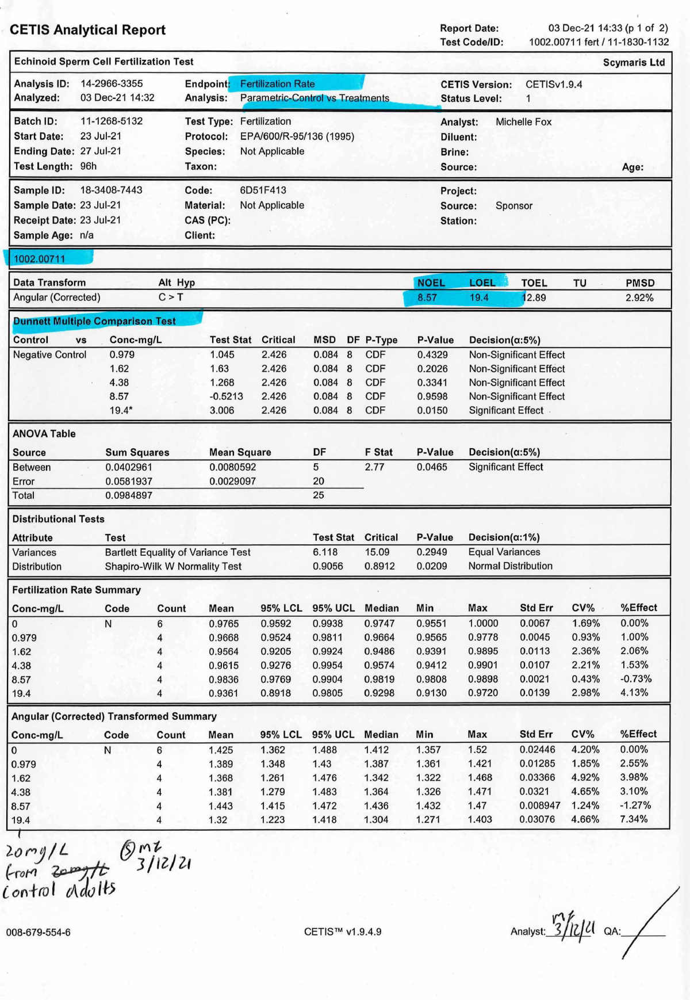 CETIS Analytical Report
Report Date: 03 Dec-21 14:33 (p 1 of 2)
Test Code/ID: 1002.00711 fert / 11-1830-1132
Echinoid Sperm Cell Fertilization Test Scymaris Ltd
Analysis ID: 14-2966-3355 Endpoint: Fertilization Rate CETIS Version: CETISv1.9.4
Analyzed: 03 Dec-21 14:32 Analysis: Parametric-Control vs Treatments Status Level: 1
Batch ID: 11-1268-5132 Test Type: Fertilization Analyst: Michelle Fox
Start Date: 23 Jul-21 Protocol: EPA/600/R-95/136 (1995) Diluent:
Ending Date: 27 Jul-21 Species: Not Applicable Brine:
Test Length: 96h Taxon: Source: Age:
Sample ID: 18-3408-7443 Code: 6D51F413 Project:
Sample Date: 23 Jul-21 Material: Not Applicable Source: Sponsor
Receipt Date: 23 Jul-21 CAS (PC): Station:
Sample Age: n/a Client:
1002.00711
Data Transform Alt Hyp NOEL LOEL TOEL TU PMSD
Angular (Corrected) C > T 8.57 19.4 12.89 2.92%
Dunnett Multiple Comparison Test
Control vs Conc-mg/L Test Stat Critical MSD DF P-Type P-Value Decision(α:5%)
Negative Control 0.979 1.045 2.426 0.084 8 CDF 0.4329 Non-Significant Effect
1.62 1.63 2.426 0.084 8 CDF 0.2026 Non-Significant Effect
4.38 1.268 2.426 0.084 8 CDF 0.3341 Non-Significant Effect
8.57 -0.5213 2.426 0.084 8 CDF 0.9598 Non-Significant Effect
19.4* 3.006 2.426 0.084 8 CDF 0.0150 Significant Effect
ANOVA Table
Source Sum Squares Mean Square DF F Stat P-Value Decision(α:5%)
Between 0.0402961 0.0080592 5 2.77 0.0465 Significant Effect
Error 0.0581937 0.0029097 20
Total 0.0984897 25
Distributional Tests
Attribute Test Test Stat Critical P-Value Decision(α:1%)
Variances Bartlett Equality of Variance Test 6.118 15.09 0.2949 Equal Variances
Distribution Shapiro-Wilk W Normality Test 0.9056 0.8912 0.0209 Normal Distribution
Fertilization Rate Summary
Conc-mg/L Code Count Mean 95% LCL 95% UCL Median Min Max Std Err CV% %Effect
0 N 6 0.9765 0.9592 0.9938 0.9747 0.9551 1.0000 0.0067 1.69% 0.00%
0.979 4 0.9668 0.9524 0.9811 0.9664 0.9565 0.9778 0.0045 0.93% 1.00%
1.62 4 0.9564 0.9205 0.9924 0.9486 0.9391 0.9895 0.0113 2.36% 2.06%
4.38 4 0.9615 0.9276 0.9954 0.9574 0.9412 0.9901 0.0107 2.21% 1.53%
8.57 4 0.9836 0.9769 0.9904 0.9819 0.9808 0.9898 0.0021 0.43% -0.73%
19.4 4 0.9361 0.8918 0.9805 0.9298 0.9130 0.9720 0.0139 2.98% 4.13%
Angular (Corrected) Transformed Summary
Conc-mg/L Code Count Mean 95% LCL 95% UCL Median Min Max Std Err CV% %Effect
0 N 6 1.425 1.362 1.488 1.412 1.357 1.52 0.02446 4.20% 0.00%
0.979 4 1.389 1.348 1.43 1.387 1.361 1.421 0.01285 1.85% 2.55%
1.62 4 1.368 1.261 1.476 1.342 1.322 1.468 0.03366 4.92% 3.98%
4.38 4 1.381 1.279 1.483 1.364 1.326 1.471 0.0321 4.65% 3.10%
8.57 4 1.443 1.415 1.472 1.436 1.432 1.47 0.008947 1.24% -1.27%
19.4 4 1.32 1.223 1.418 1.304 1.271 1.403 0.03076 4.66% 7.34%
20mg/L
from 20mg/L
control adults
3/12/21
008-679-554-6 CETIS™ v1.9.4.9 Analyst: 3/12/21 QA: